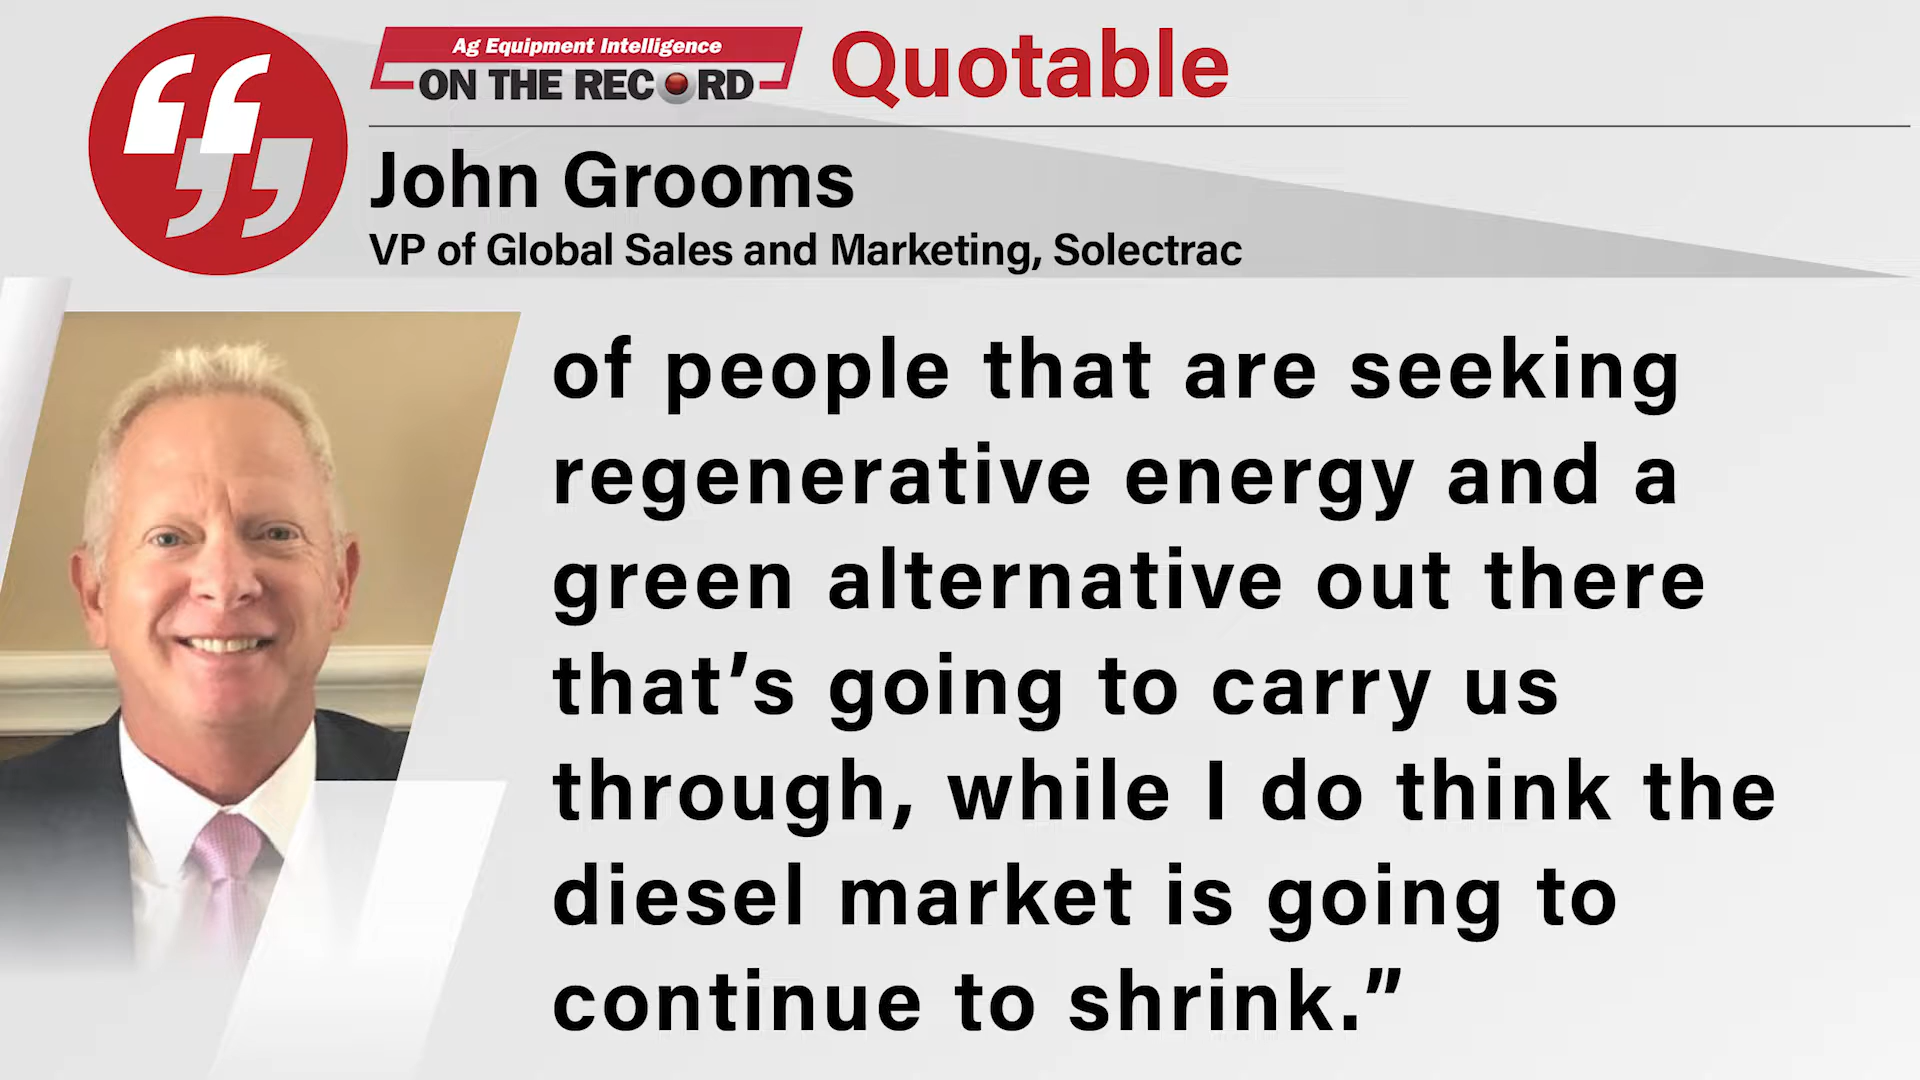 Ag Equipment Intelligence
ON THE RECORD
Quotable
John Grooms
VP of Global Sales and Marketing, Solectrac
of people that are seeking
regenerative energy and a
green alternative out there
that’s going to carry us
through, while I do think the
diesel market is going to
continue to shrink.”